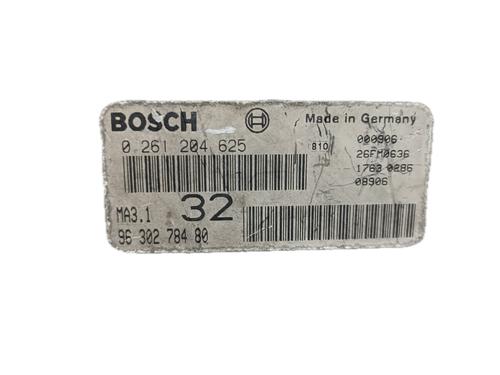 BOSCH Made in Germany
0 261 204 625 810 000906
26FM0636
1763 0286
08906
MA3.1 32
96 302 784 80